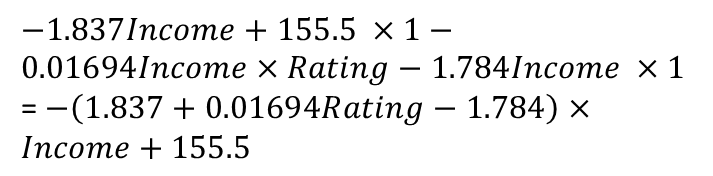 −1.837Income + 155.5 × 1 −
0.01694Income × Rating − 1.784Income × 1
= −(1.837 + 0.01694Rating − 1.784) ×
Income + 155.5